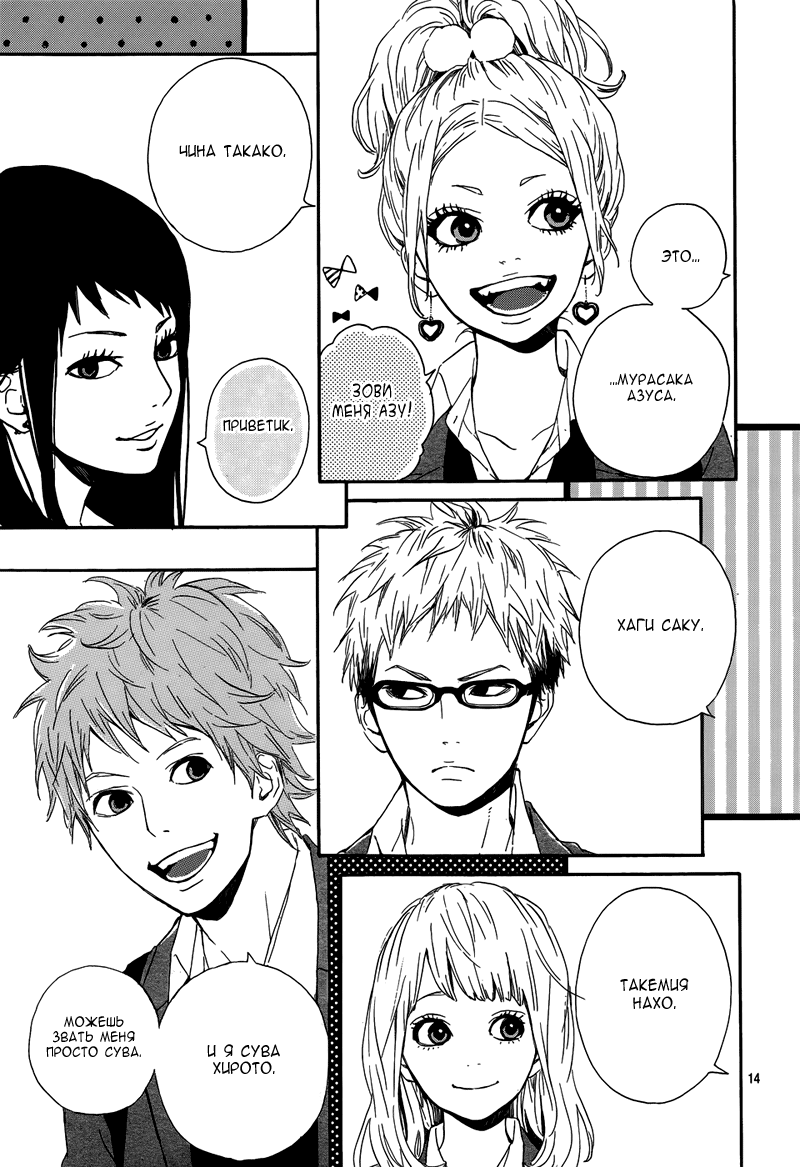 ЭТО...
...МУРАСАКА
АЗУСА.
ЗОВИ
МЕНЯ АЗУ!
ЧИНА ТАКАКО.
ПРИВЕТИК.
ХАГИ САКУ.
ТАКЕМИЯ
НАХО.
И Я СУВА
ХИРОТО.
МОЖЕШЬ
ЗВАТЬ МЕНЯ
ПРОСТО СУВА.
14